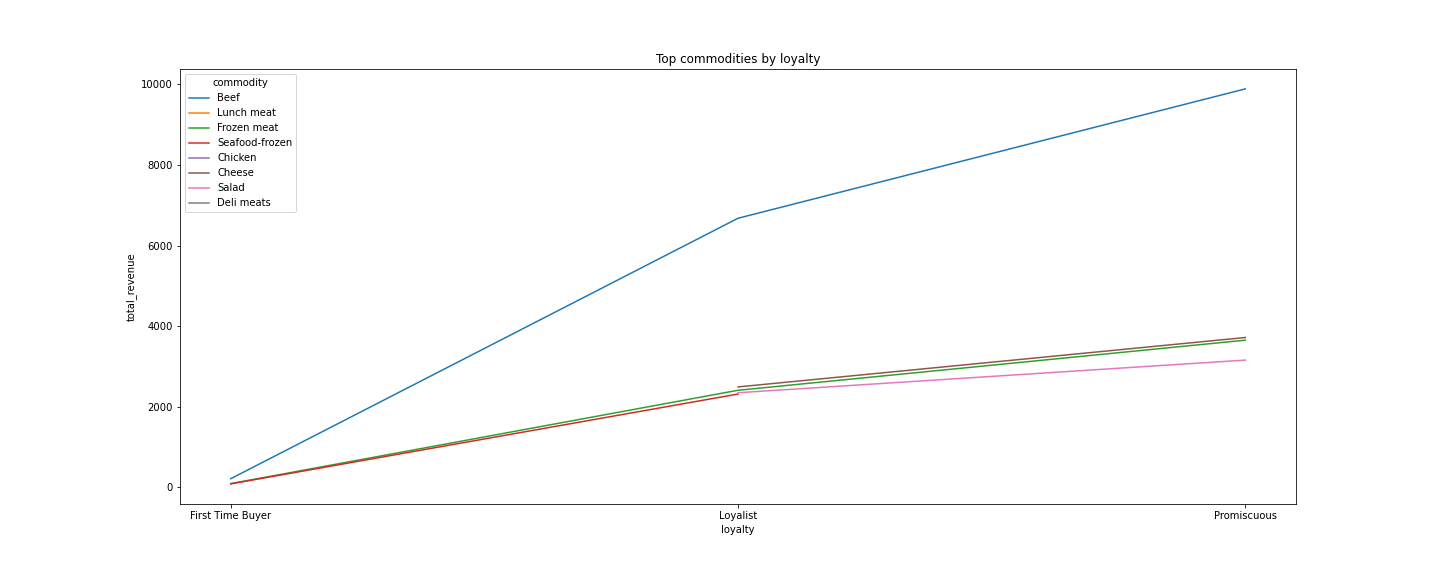 Top commodities by loyalty
commodity
Beef
Lunch meat
Frozen meat
Seafood-frozen
Chicken
Cheese
Salad
Deli meats
10000
8000
6000
4000
2000
0
total_revenue
First Time Buyer
Loyalist
Promiscuous
loyalty